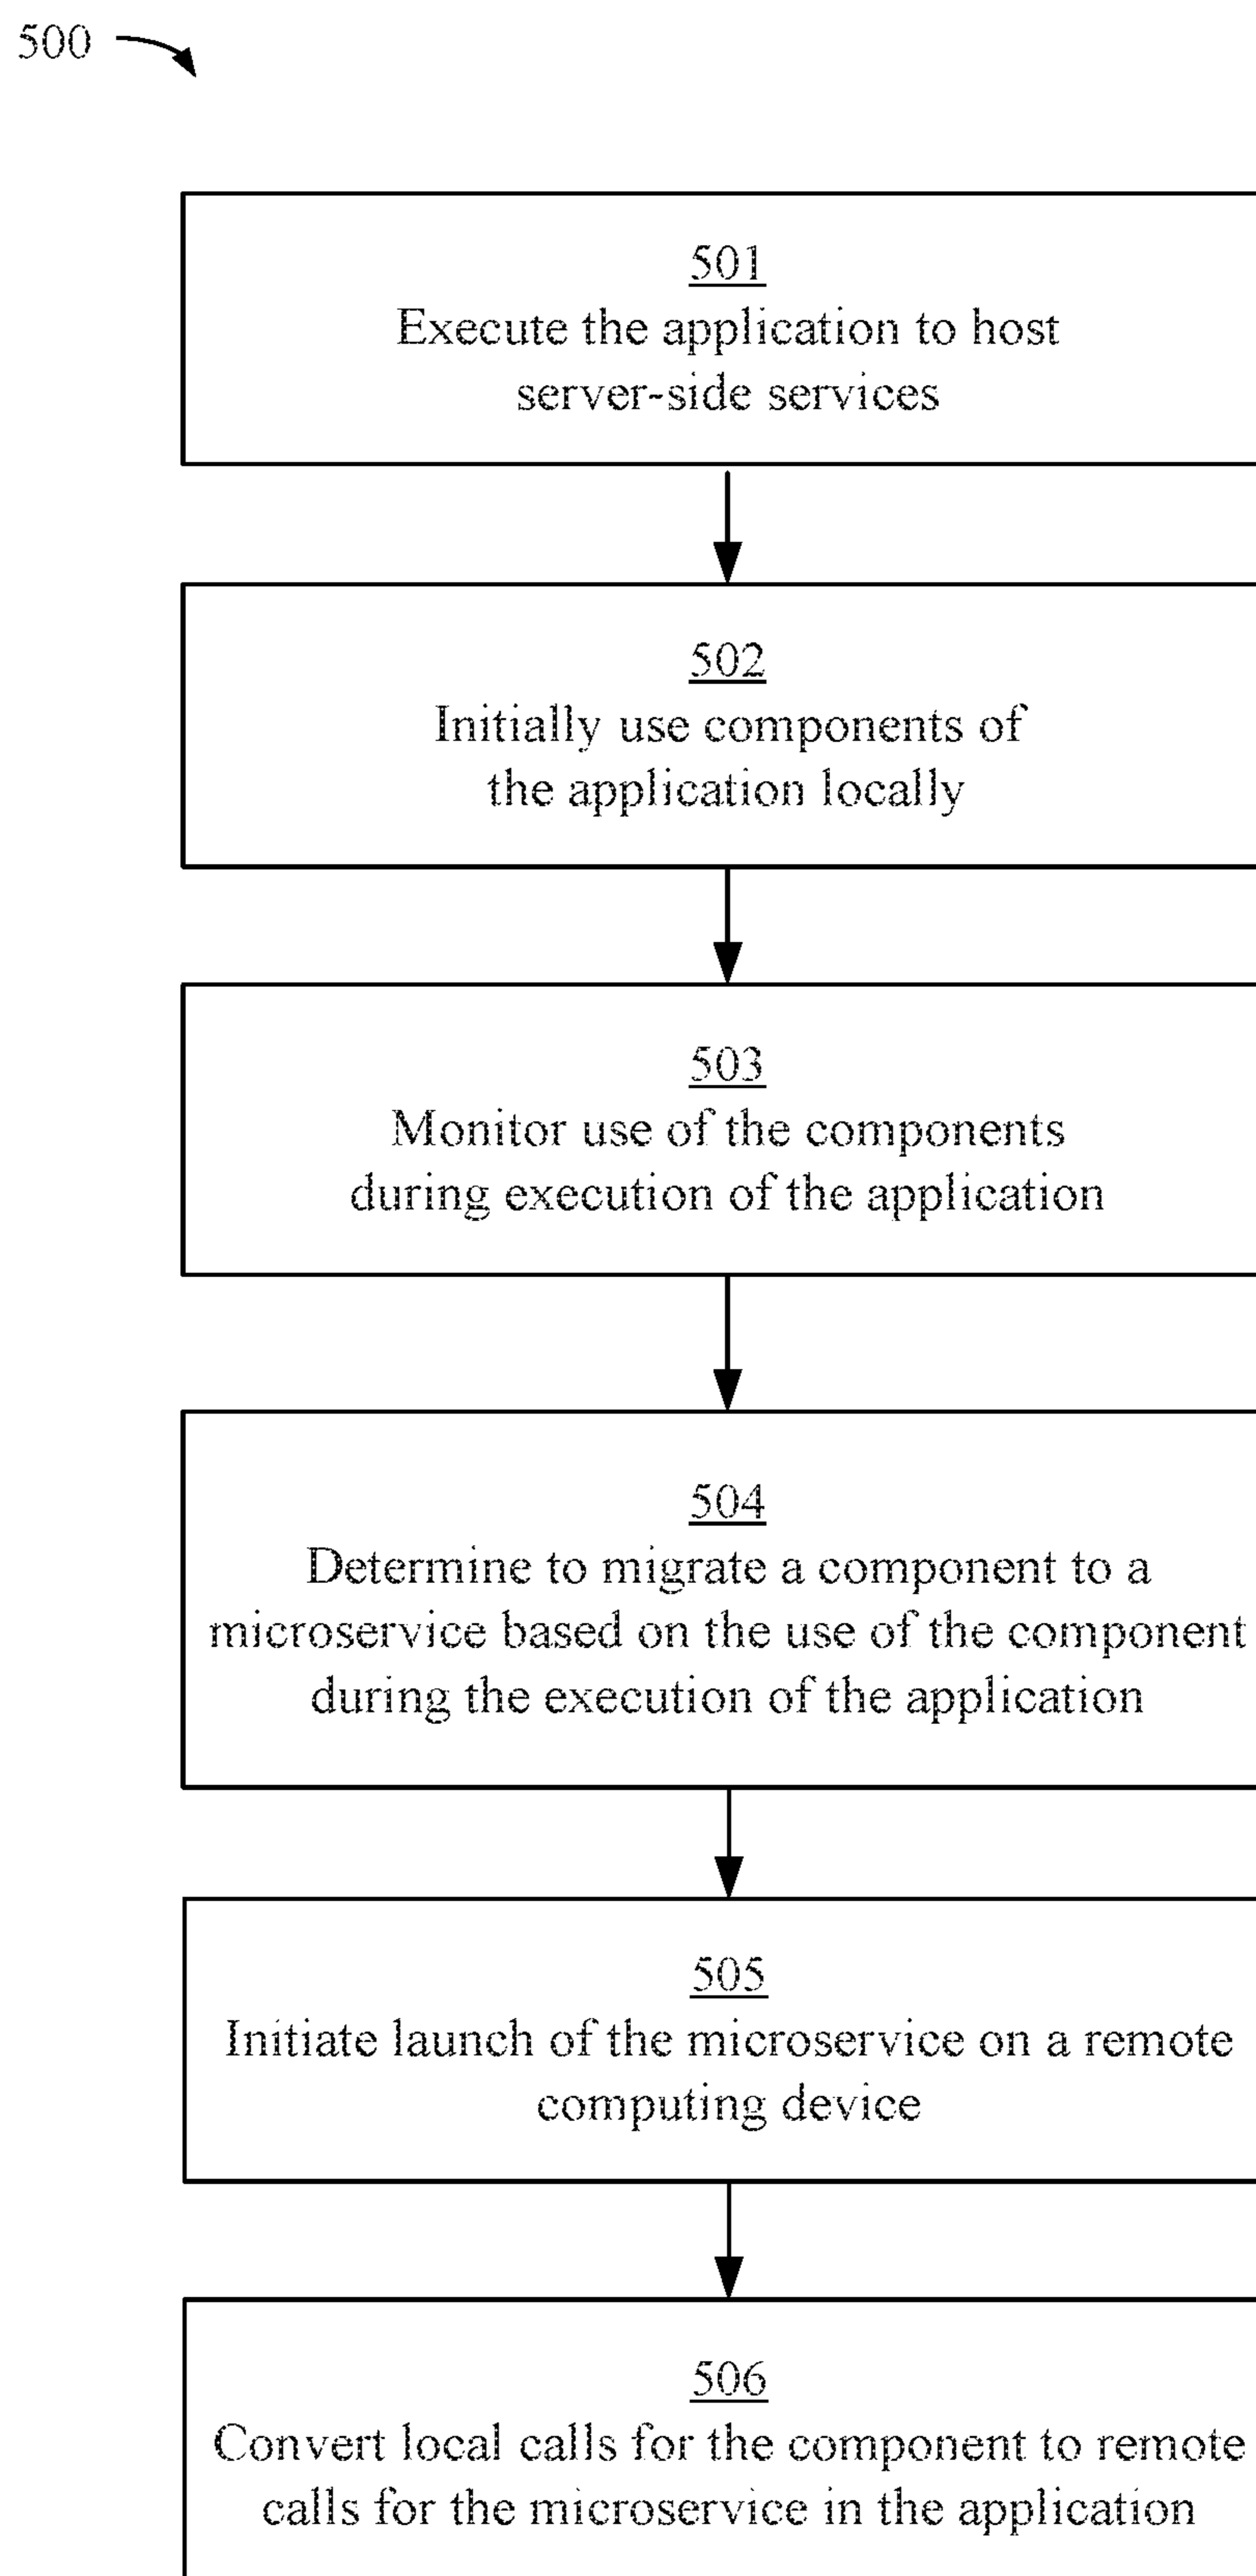 500
501
Execute the application to host
server-side services
502
Initially use components of
the application locally
503
Monitor use of the components
during execution of the application
504
Determine to migrate a component to a
microservice based on the use of the component
during the execution of the application
505
Initiate launch of the microservice on a remote
computing device
506
Convert local calls for the component to remote
calls for the microservice in the application